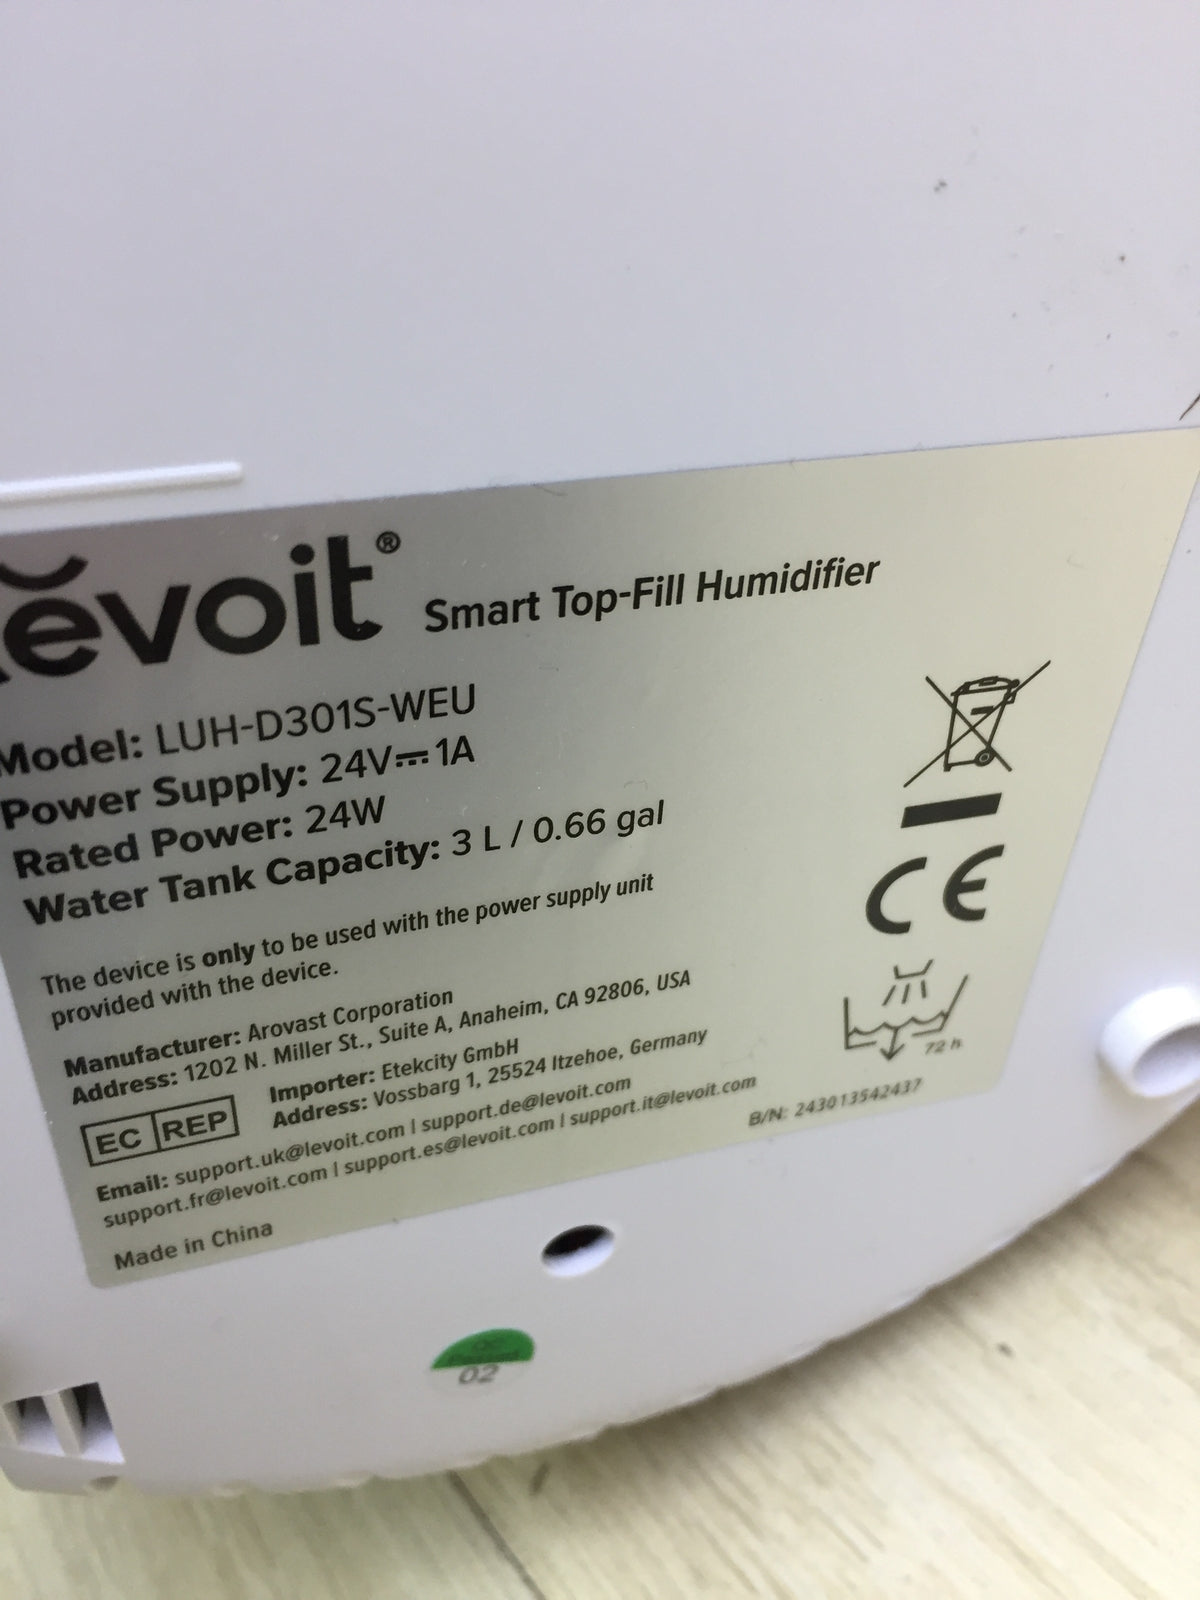 levoit® Smart Top-Fill Humidifier
Model: LUH-D301S-WEU
Power Supply: 24V⎓1A
Rated Power: 24W
Water Tank Capacity: 3 L / 0.66 gal
The device is only to be used with the power supply unit
provided with the device.
Manufacturer: Arovast Corporation
Address: 1202 N. Miller St., Suite A, Anaheim, CA 92806, USA
EC REP
Importer: Etekcity GmbH
Address: Vossbarg 1, 25524 Itzehoe, Germany
Email: support.uk@levoit.com | support.de@levoit.com
support.fr@levoit.com | support.es@levoit.com | support.it@levoit.com
Made in China
CE
72 h
B/N: 243013542437
02